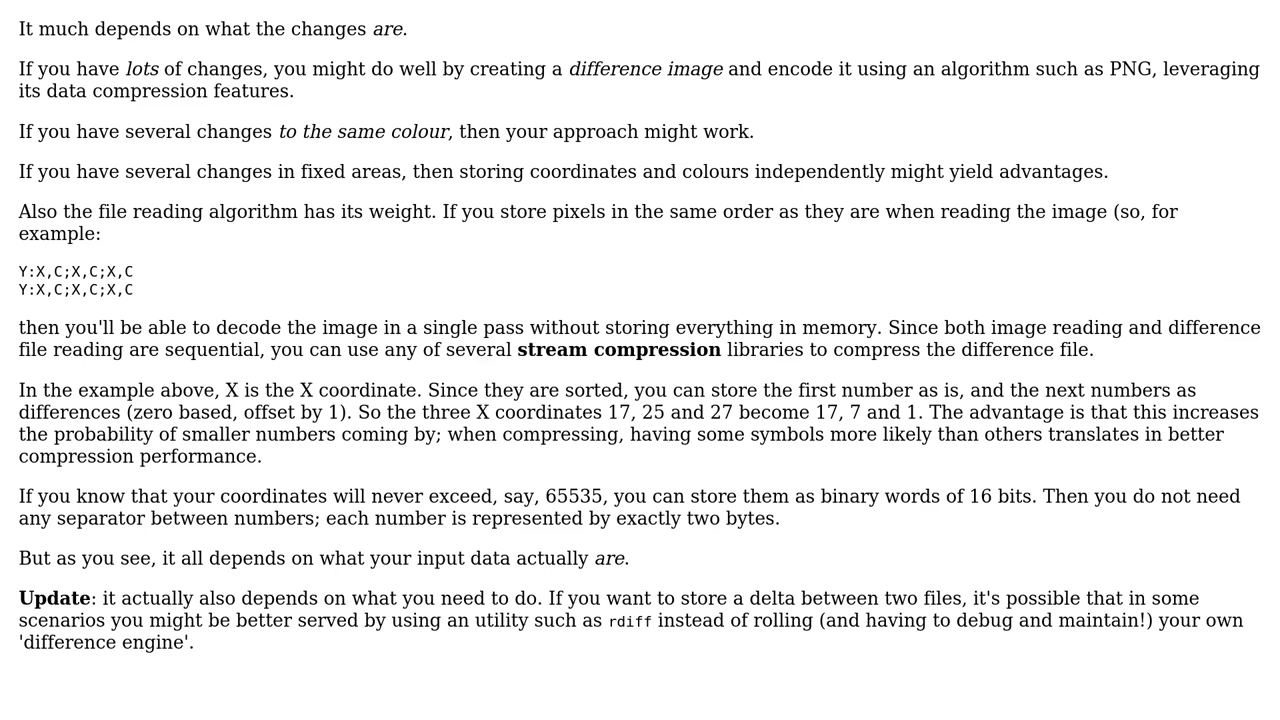 It much depends on what the changes are.
If you have lots of changes, you might do well by creating a difference image and encode it using an algorithm such as PNG, leveraging
its data compression features.
If you have several changes to the same colour, then your approach might work.
If you have several changes in fixed areas, then storing coordinates and colours independently might yield advantages.
Also the file reading algorithm has its weight. If you store pixels in the same order as they are when reading the image (so, for
example:
Y:X,C;X,C;X,C
Y:X,C;X,C;X,C
then you'll be able to decode the image in a single pass without storing everything in memory. Since both image reading and difference
file reading are sequential, you can use any of several stream compression libraries to compress the difference file.
In the example above, X is the X coordinate. Since they are sorted, you can store the first number as is, and the next numbers as
differences (zero based, offset by 1). So the three X coordinates 17, 25 and 27 become 17, 7 and 1. The advantage is that this increases
the probability of smaller numbers coming by; when compressing, having some symbols more likely than others translates in better
compression performance.
If you know that your coordinates will never exceed, say, 65535, you can store them as binary words of 16 bits. Then you do not need
any separator between numbers; each number is represented by exactly two bytes.
But as you see, it all depends on what your input data actually are.
Update: it actually also depends on what you need to do. If you want to store a delta between two files, it's possible that in some
scenarios you might be better served by using an utility such as rdiff instead of rolling (and having to debug and maintain!) your own
'difference engine'.